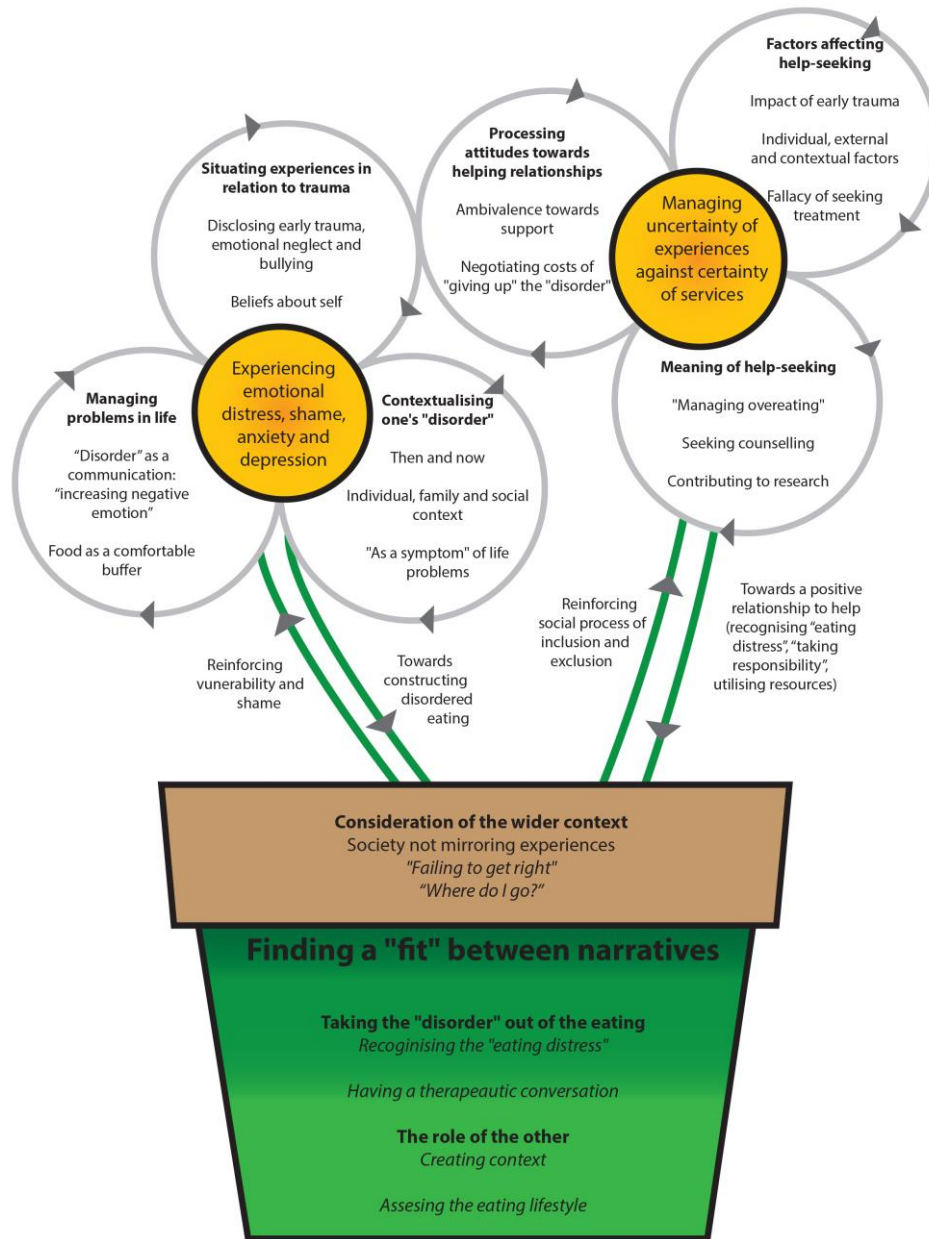 Situating experiences in
relation to trauma
Disclosing early trauma,
emotional neglect and
bullying
Beliefs about self
Experiencing
emotional
distress, shame,
anxiety and
depression
Managing
problems in life
“Disorder” as a
communication:
“increasing negative
emotion”
Food as a comfortable
buffer
Contextualising
one's "disorder"
Then and now
Individual, family and social
context
"As a symptom" of life
problems
Processing
attitudes towards
helping relationships
Ambivalence towards
support
Negotiating costs of
"giving up" the "disorder"
Factors affecting
help-seeking
Impact of early trauma
Individual, external
and contextual factors
Fallacy of seeking
treatment
Managing
uncertainty of
experiences
against certainty
of services
Meaning of help-seeking
"Managing overeating"
Seeking counselling
Contributing to research
Reinforcing
vunerability and
shame
Towards
constructing
disordered
eating
Reinforcing
social process of
inclusion and
exclusion
Towards a positive
relationship to help
(recognising “eating
distress”, “taking
responsibility”,
utilising resources)
Consideration of the wider context
Society not mirroring experiences
"Failing to get right"
“Where do I go?”
Finding a "fit" between narratives
Taking the "disorder" out of the eating
Recoginising the "eating distress"
Having a therapeautic conversation
The role of the other
Creating context
Assesing the eating lifestyle